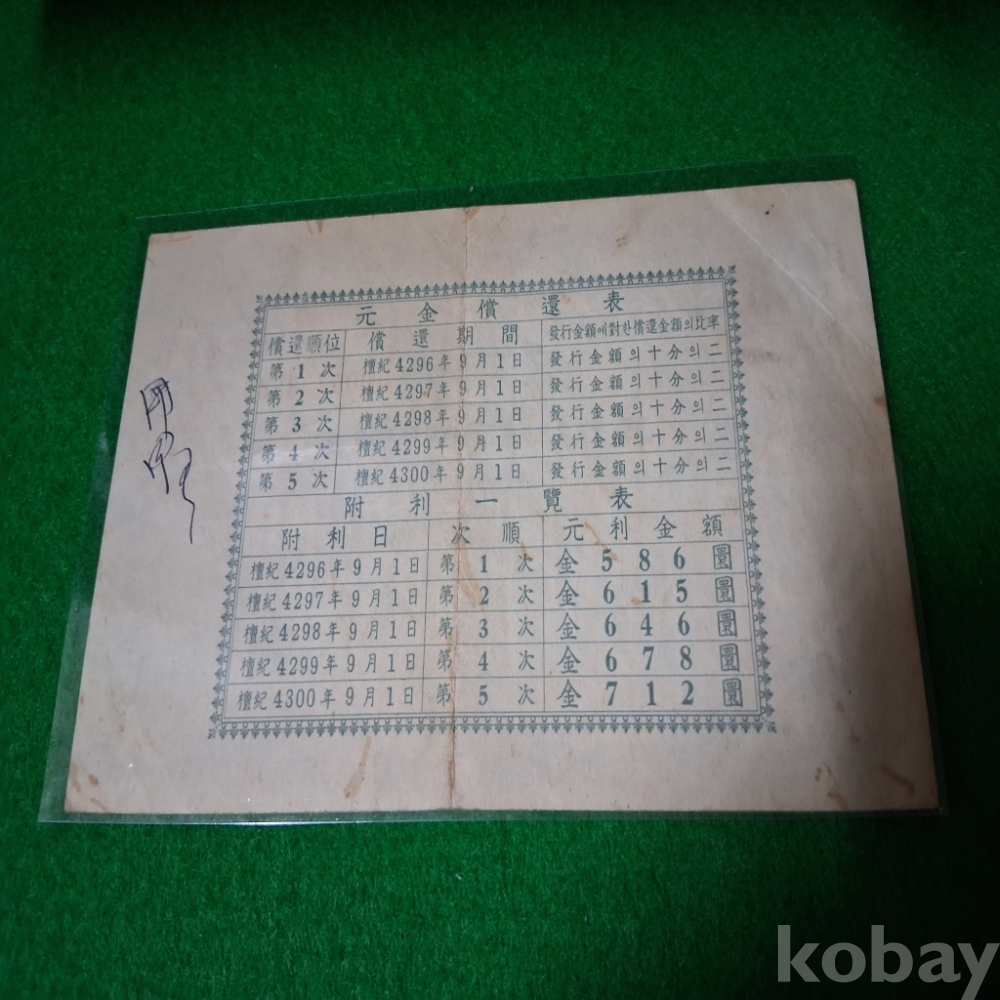 元金償還表
償還順位 償還期間 發行金額에對한償還金額의比率
第1次 檀紀4296年9月1日 發行金額의十分의二
第2次 檀紀4297年9月1日 發行金額의十分의二
第3次 檀紀4298年9月1日 發行金額의十分의二
第4次 檀紀4299年9月1日 發行金額의十分의二
第5次 檀紀4300年9月1日 發行金額의十分의二
附利一覽表
附利日 次順 元利金額
檀紀4296年9月1日 第1次 金586圜
檀紀4297年9月1日 第2次 金615圜
檀紀4298年9月1日 第3次 金646圜
檀紀4299年9月1日 第4次 金678圜
檀紀4300年9月1日 第5次 金712圜
kobay